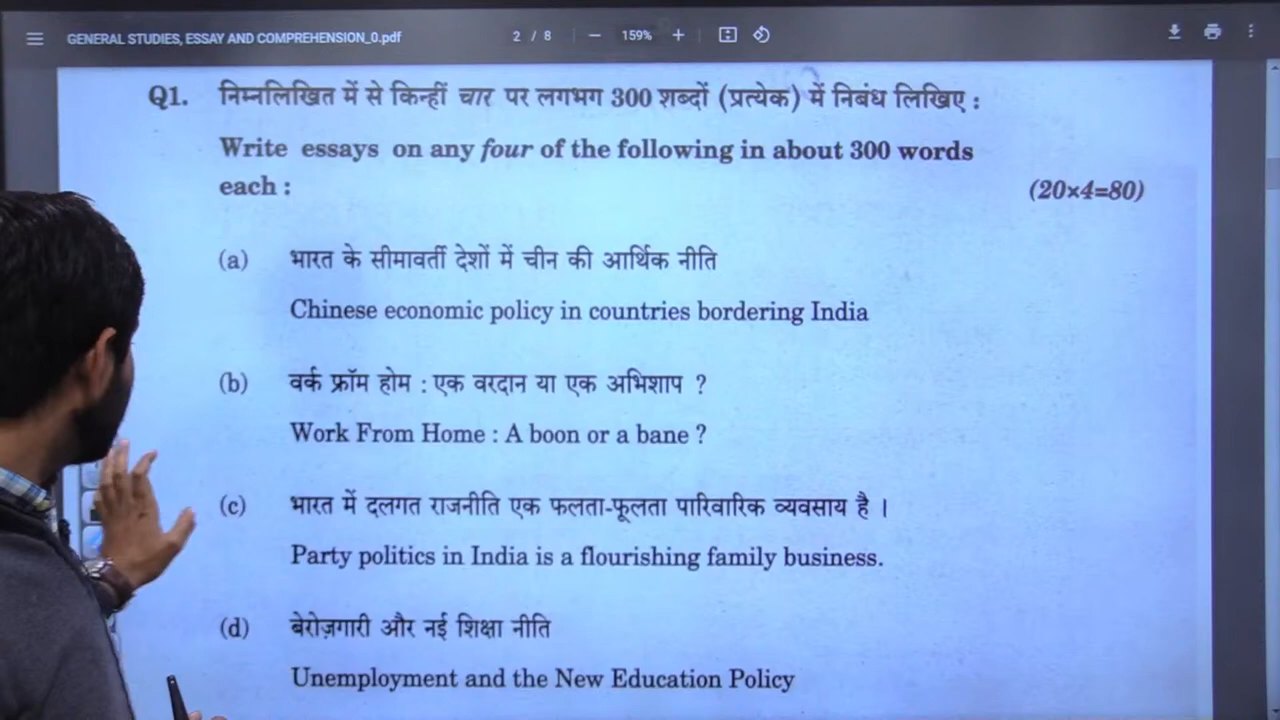 GENERAL STUDIES, ESSAY AND COMPREHENSION_0.pdf
2 / 8
159%
Q1. निम्नलिखित में से किन्हीं चार पर लगभग 300 शब्दों (प्रत्येक) में निबंध लिखिए :
Write essays on any four of the following in about 300 words
each : (20×4=80)
(a) भारत के सीमावर्ती देशों में चीन की आर्थिक नीति
Chinese economic policy in countries bordering India
(b) वर्क फ्रॉम होम : एक वरदान या एक अभिशाप ?
Work From Home : A boon or a bane ?
(c) भारत में दलगत राजनीति एक फलता-फूलता पारिवारिक व्यवसाय है ।
Party politics in India is a flourishing family business.
(d) बेरोज़गारी और नई शिक्षा नीति
Unemployment and the New Education Policy